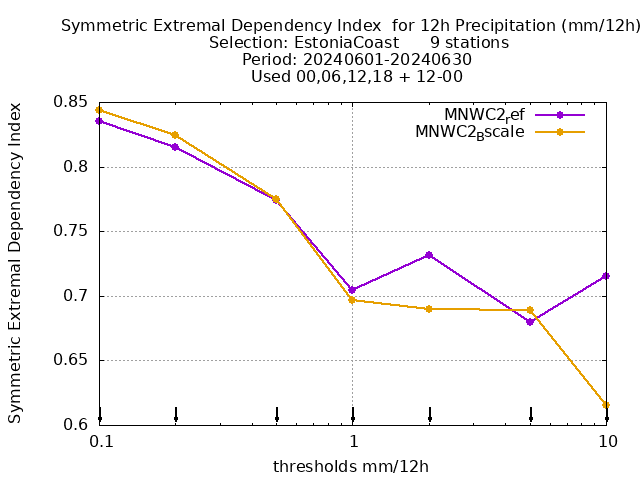 Symmetric Extremal Dependency Index  for 12h Precipitation (mm/12h)
Selection: EstoniaCoast      9 stations
Period: 20240601-20240630
Used 00,06,12,18 + 12-00
MNWC2ref
MNWC2Bscale
Symmetric Extremal Dependency Index
0.85
0.8
0.75
0.7
0.65
0.6
0.1
1
10
thresholds mm/12h